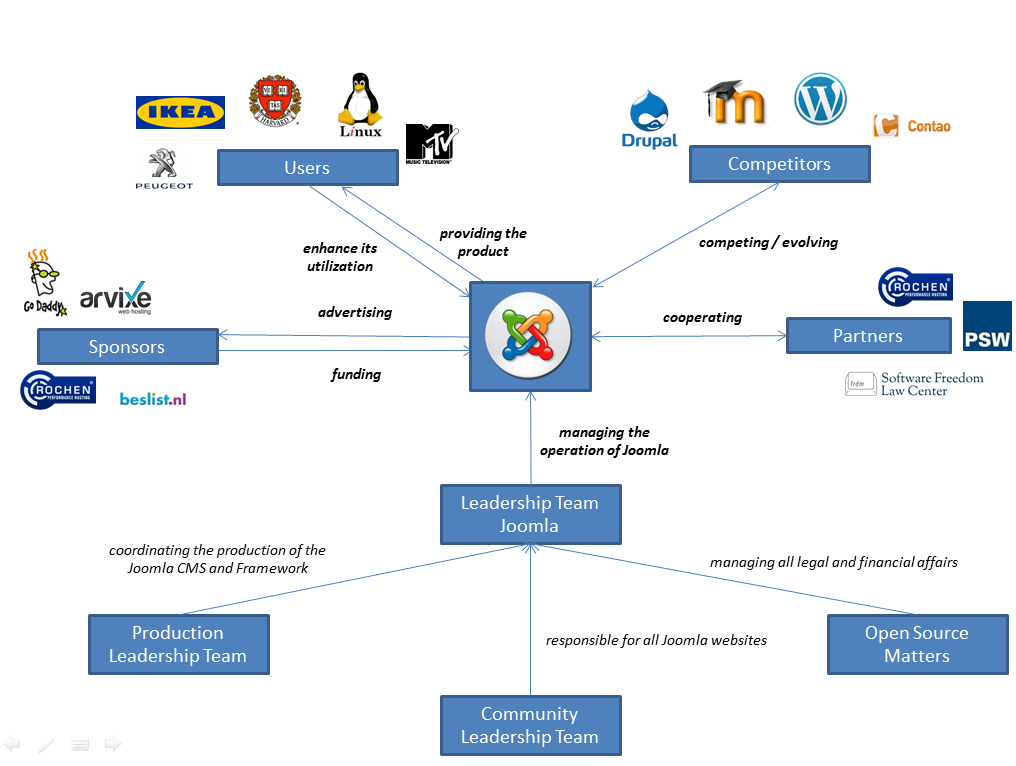 IKEA
HARVARD
Linux
MUSIC TELEVISION
PEUGEOT
Users
Drupal
m
W
Contao
Competitors
enhance its
utilization
providing the
product
competing / evolving
Go Daddy
arvixe
web hosting
advertising
Sponsors
funding
ROCHEN
PERFORMANCE HOSTING
beslist.nl
cooperating
ROCHEN
PERFORMANCE HOSTING
Partners
PSW
frdm
Software Freedom
Law Center
managing the
operation of Joomla
Leadership Team
Joomla
coordinating the production of the
Joomla CMS and Framework
managing all legal and financial affairs
Production
Leadership Team
responsible for all Joomla websites
Open Source
Matters
Community
Leadership Team